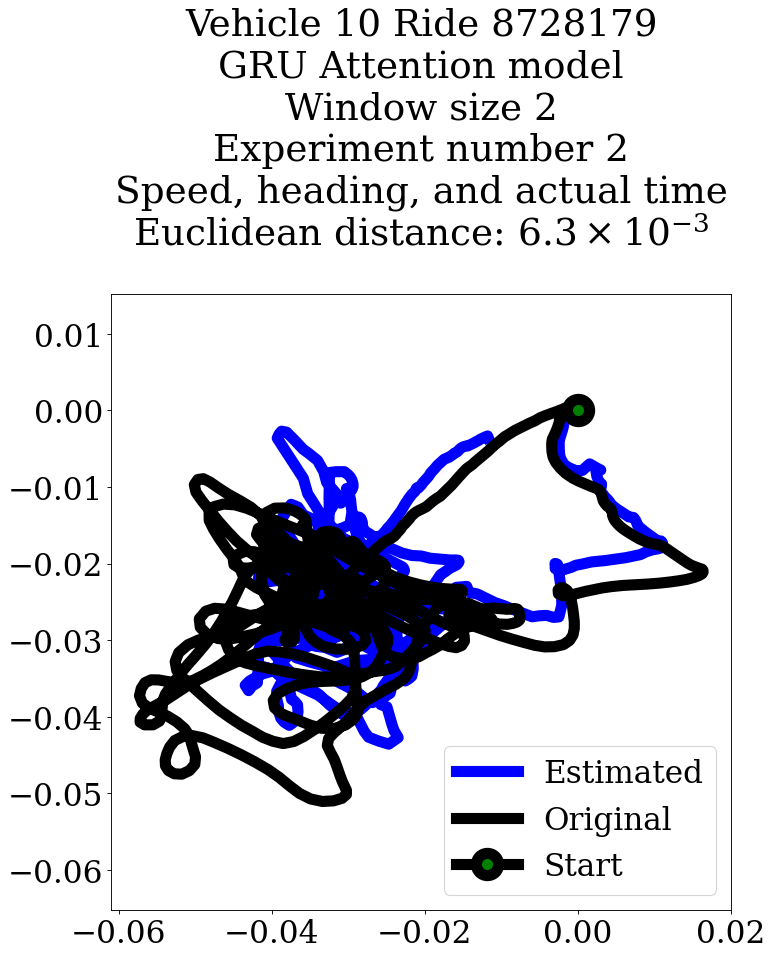 Vehicle 10 Ride 8728179
GRU Attention model
Window size 2
Experiment number 2
Speed, heading, and actual time
Euclidean distance: 6.3 × 10⁻³
0.01
0.00
−0.01
−0.02
−0.03
−0.04
−0.05
−0.06
Estimated
Original
Start
−0.06 −0.04 −0.02 0.00 0.02